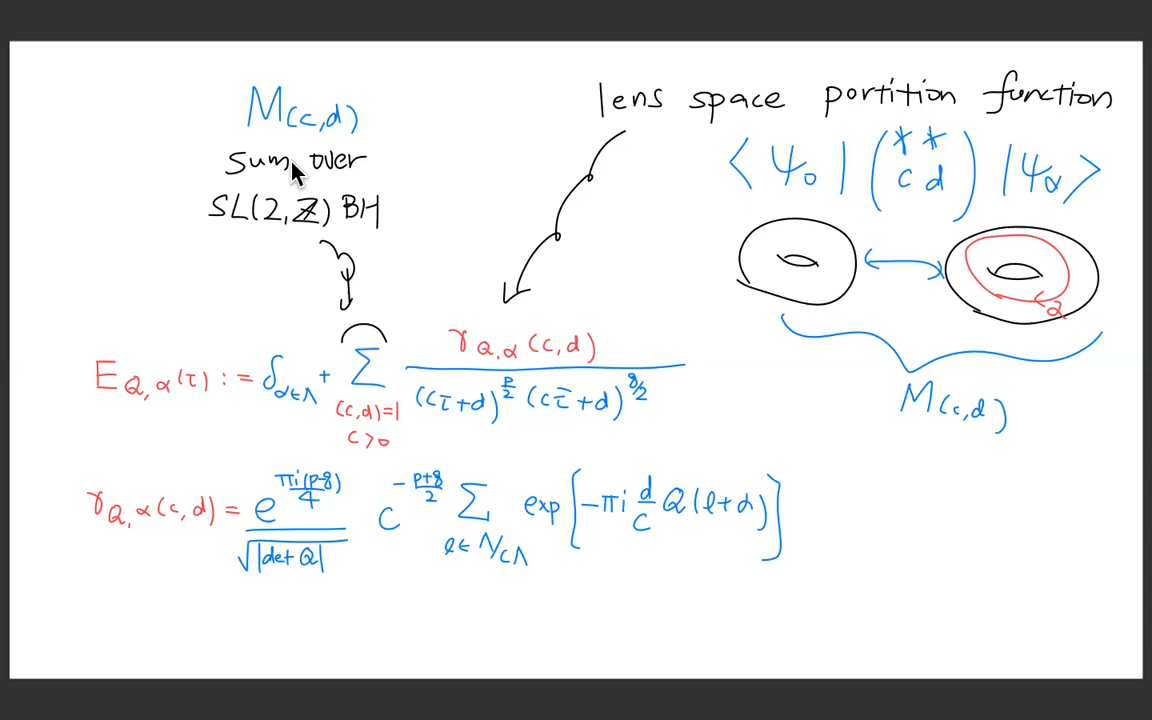 M(c,d)
lens space partition function
sum over
SL(2,ℤ) BH
⟨Ψ₀| (* * / c d) |Ψ_α⟩
α
E_{Q,α}(τ) := δ_{α∈Λ} + Σ_{(c,d)=1, c>0} γ_{Q,α}(c,d) / (cτ+d)^{p/2} (cτ̄+d)^{q/2}
M(c,d)
γ_{Q,α}(c,d) = e^{πi(p-q)/4} / √|det Q| c^{-(p+q)/2} Σ_{ℓ∈Λ/cΛ} exp[-πi d/c Q(ℓ+α)]